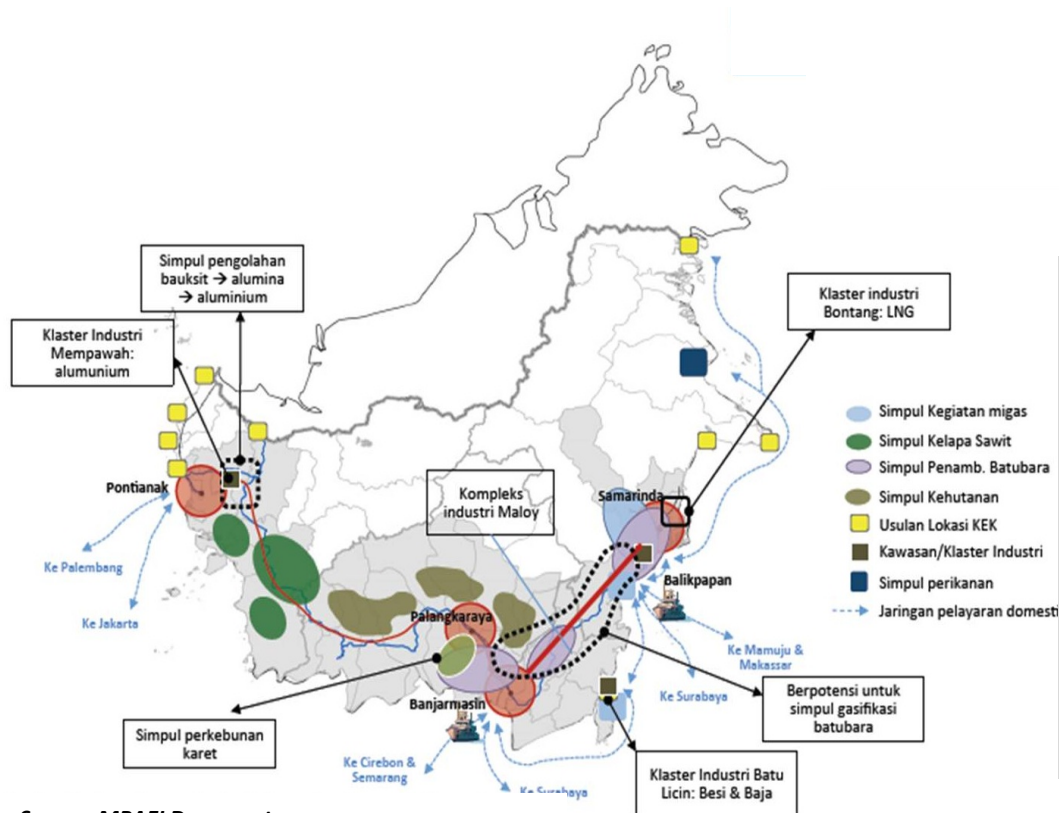 Simpul pengolahan
bauksit → alumina
→ aluminium
Klaster Industri
Mempawah:
alumunium
Klaster industri
Bontang: LNG
Simpul Kegiatan migas
Simpul Kelapa Sawit
Simpul Penamb. Batubara
Simpul Kehutanan
Usulan Lokasi KEK
Kawasan/Klaster Industri
Simpul perikanan
Jaringan pelayaran domesti
Pontianak
Kompleks
industri Maloy
Samarinda
Ke Palembang
Balikpapan
Ke Jakarta
Palangkaraya
Ke Mamuju &
Makassar
Ke Surabaya
Banjarmasin
Berpotensi untuk
simpul gasifikasi
batubara
Simpul perkebunan
karet
Ke Cirebon &
Semarang
Ke Surabaya
Klaster Industri Batu
Licin: Besi & Baja